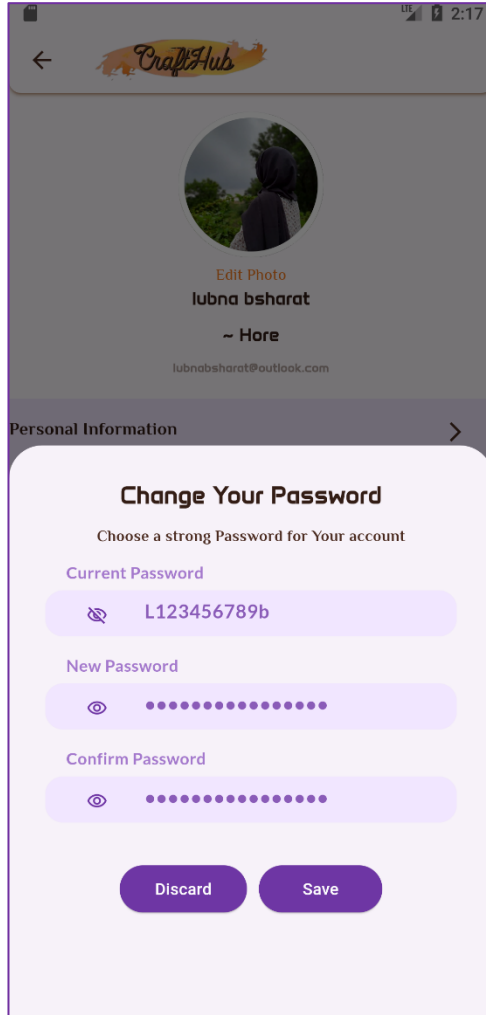 LTE 2:17
CraftHub
Edit Photo
lubna bsharat
~ Hore
lubnabsharat@outlook.com
Personal Information
Change Your Password
Choose a strong Password for Your account
Current Password
L123456789b
New Password
••••••••••••••••
Confirm Password
••••••••••••••••
Discard Save